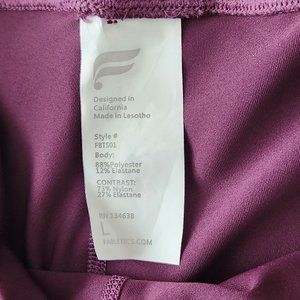 Designed in
California
Made in Lesotho
Style #
FBTS01
Body:
88%Polyester
12% Elastane
CONTRAST:
73% Nylon
27% Elastane
RN 134638
L
FABLETICS.COM